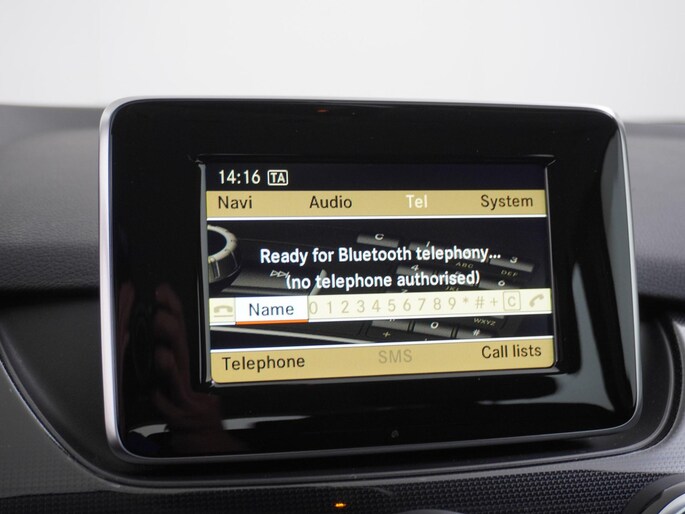 14:16 TA
Navi Audio Tel System
Ready for Bluetooth telephony...
(no telephone authorised)
Name 0 1 2 3 4 5 6 7 8 9 * # + C
Telephone SMS Call lists